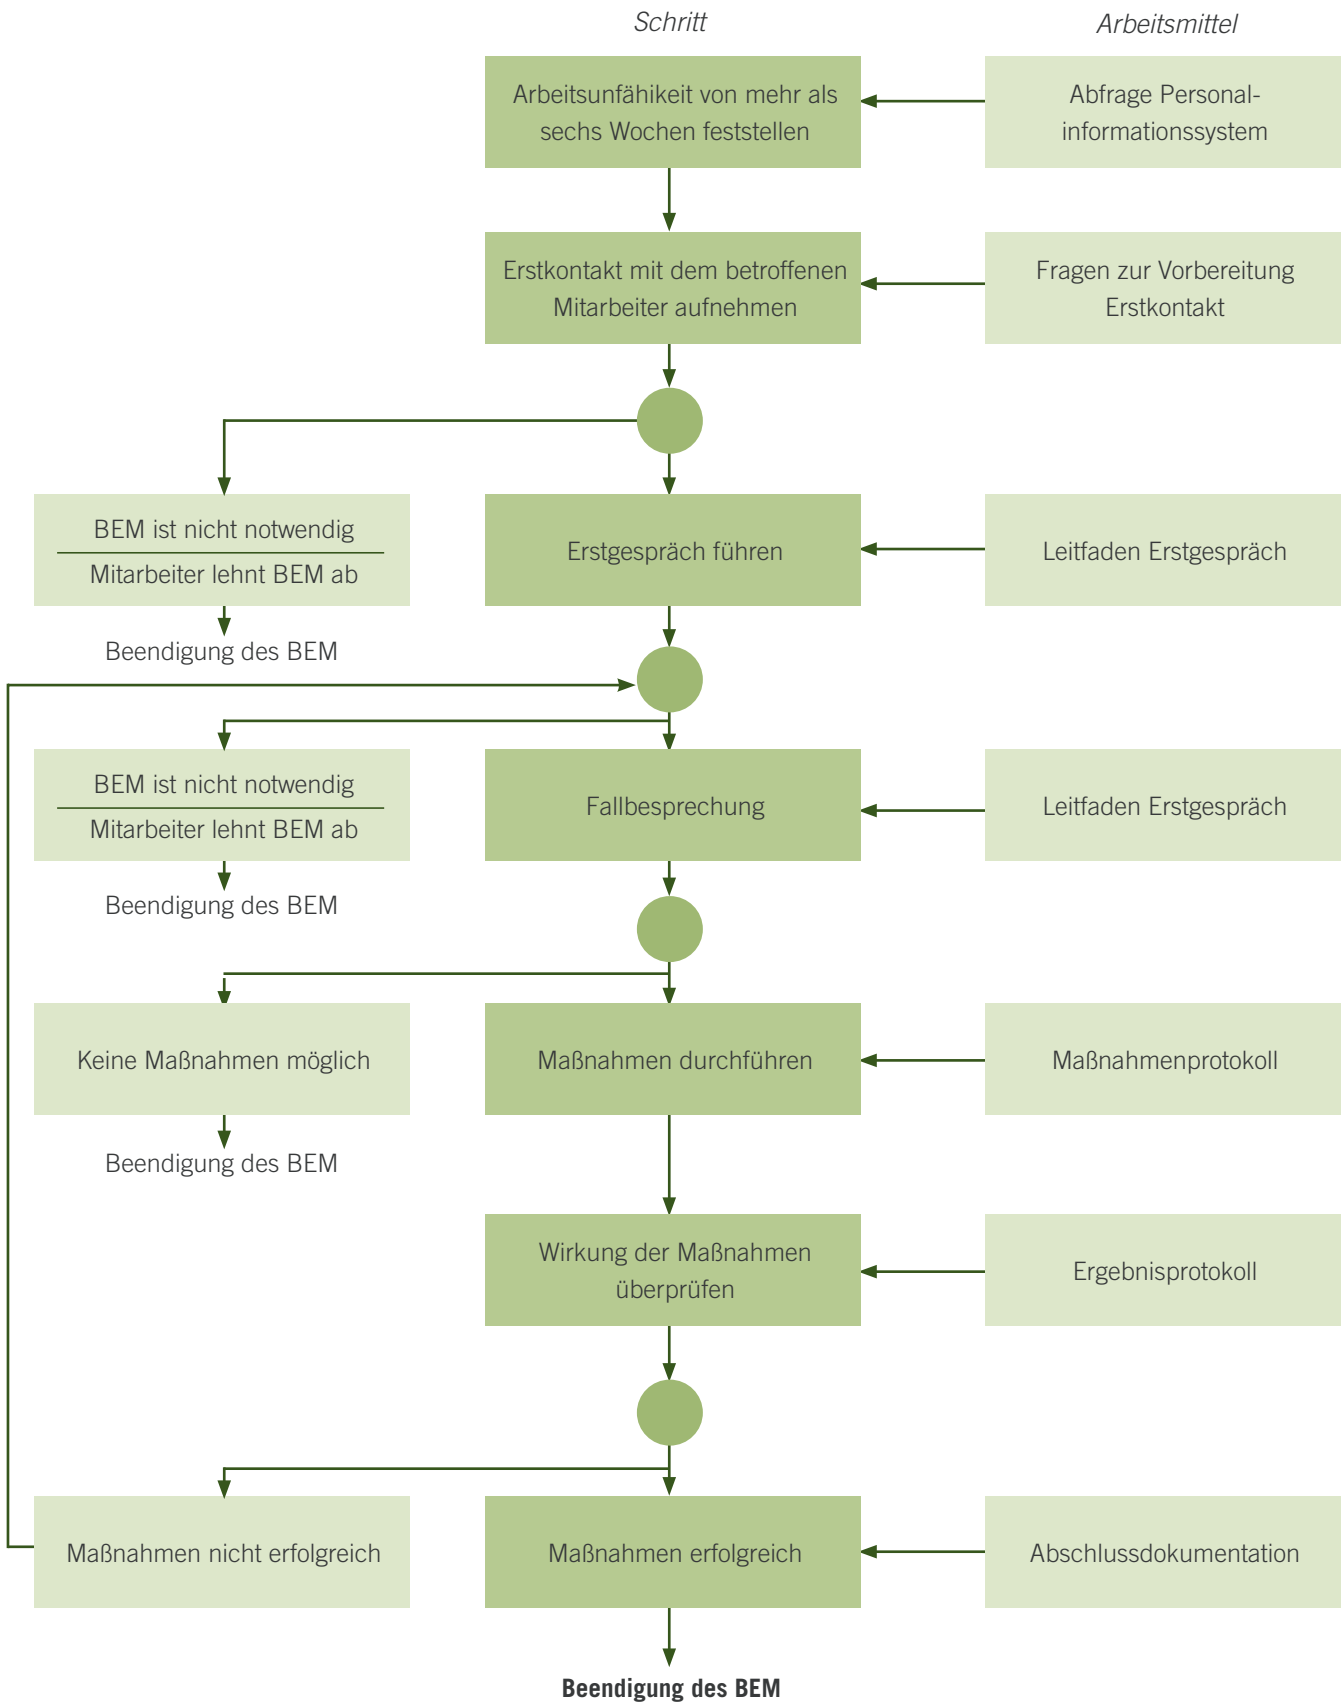 Schritt
Arbeitsmittel
Arbeitsunfähikeit von mehr als
sechs Wochen feststellen
Abfrage Personal-
informationssystem
Erstkontakt mit dem betroffenen
Mitarbeiter aufnehmen
Fragen zur Vorbereitung
Erstkontakt
BEM ist nicht notwendig
Mitarbeiter lehnt BEM ab
Erstgespräch führen
Leitfaden Erstgespräch
Beendigung des BEM
BEM ist nicht notwendig
Mitarbeiter lehnt BEM ab
Fallbesprechung
Leitfaden Erstgespräch
Beendigung des BEM
Keine Maßnahmen möglich
Maßnahmen durchführen
Maßnahmenprotokoll
Beendigung des BEM
Wirkung der Maßnahmen
überprüfen
Ergebnisprotokoll
Maßnahmen nicht erfolgreich
Maßnahmen erfolgreich
Abschlussdokumentation
Beendigung des BEM